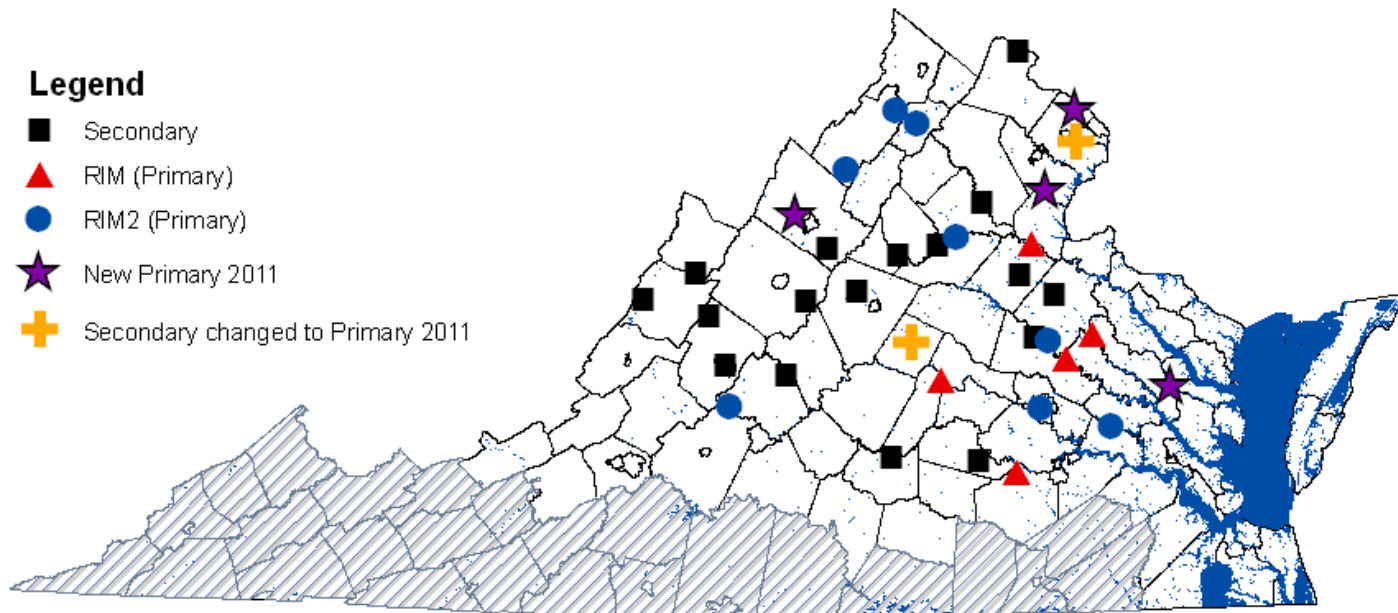 Legend
Secondary
RIM (Primary)
RIM2 (Primary)
New Primary 2011
Secondary changed to Primary 2011